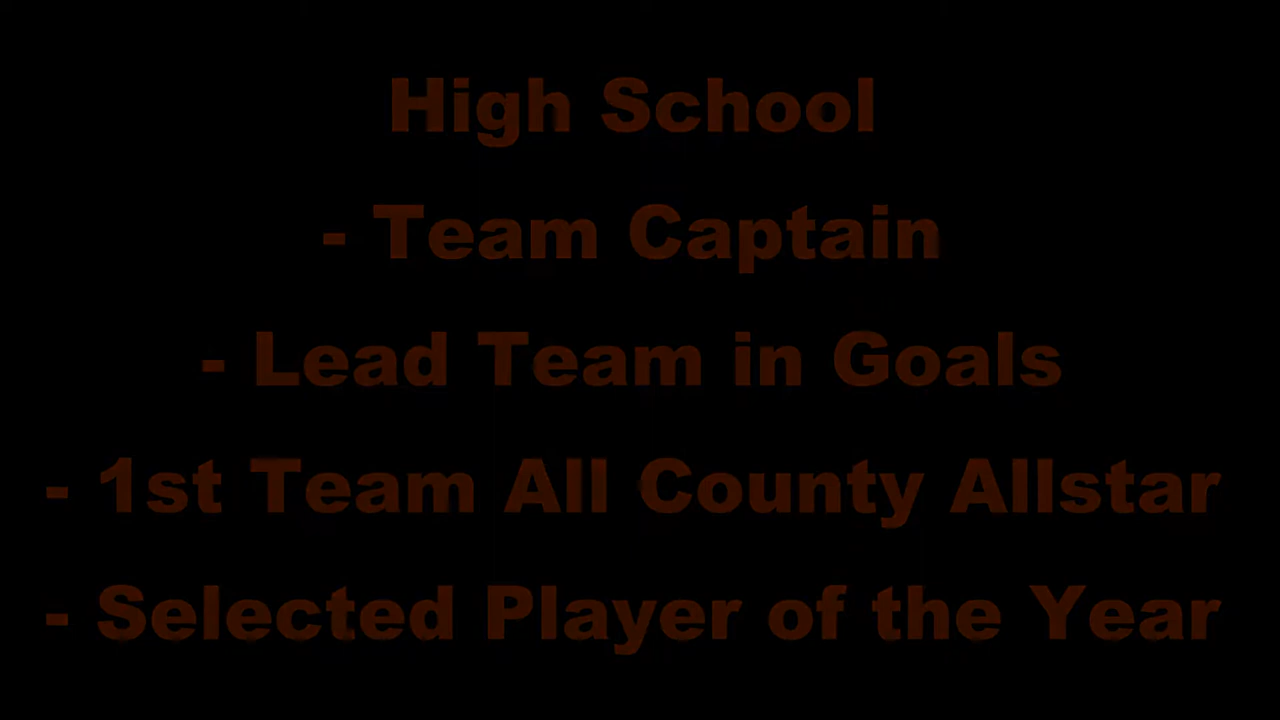 High School
- Team Captain
- Lead Team in Goals
- 1st Team All County Allstar
- Selected Player of the Year